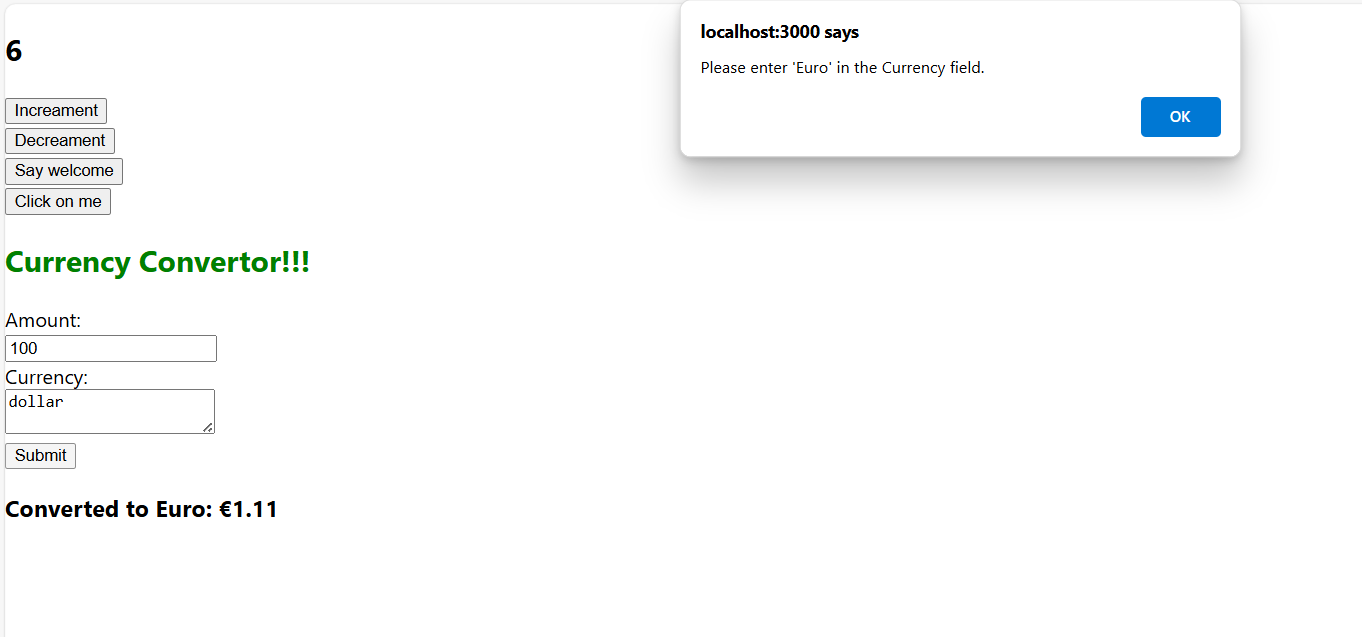 6
Increament
Decreament
Say welcome
Click on me
Currency Convertor!!!
Amount:
100
Currency:
dollar
Submit
Converted to Euro: €1.11
localhost:3000 says
Please enter 'Euro' in the Currency field.
OK